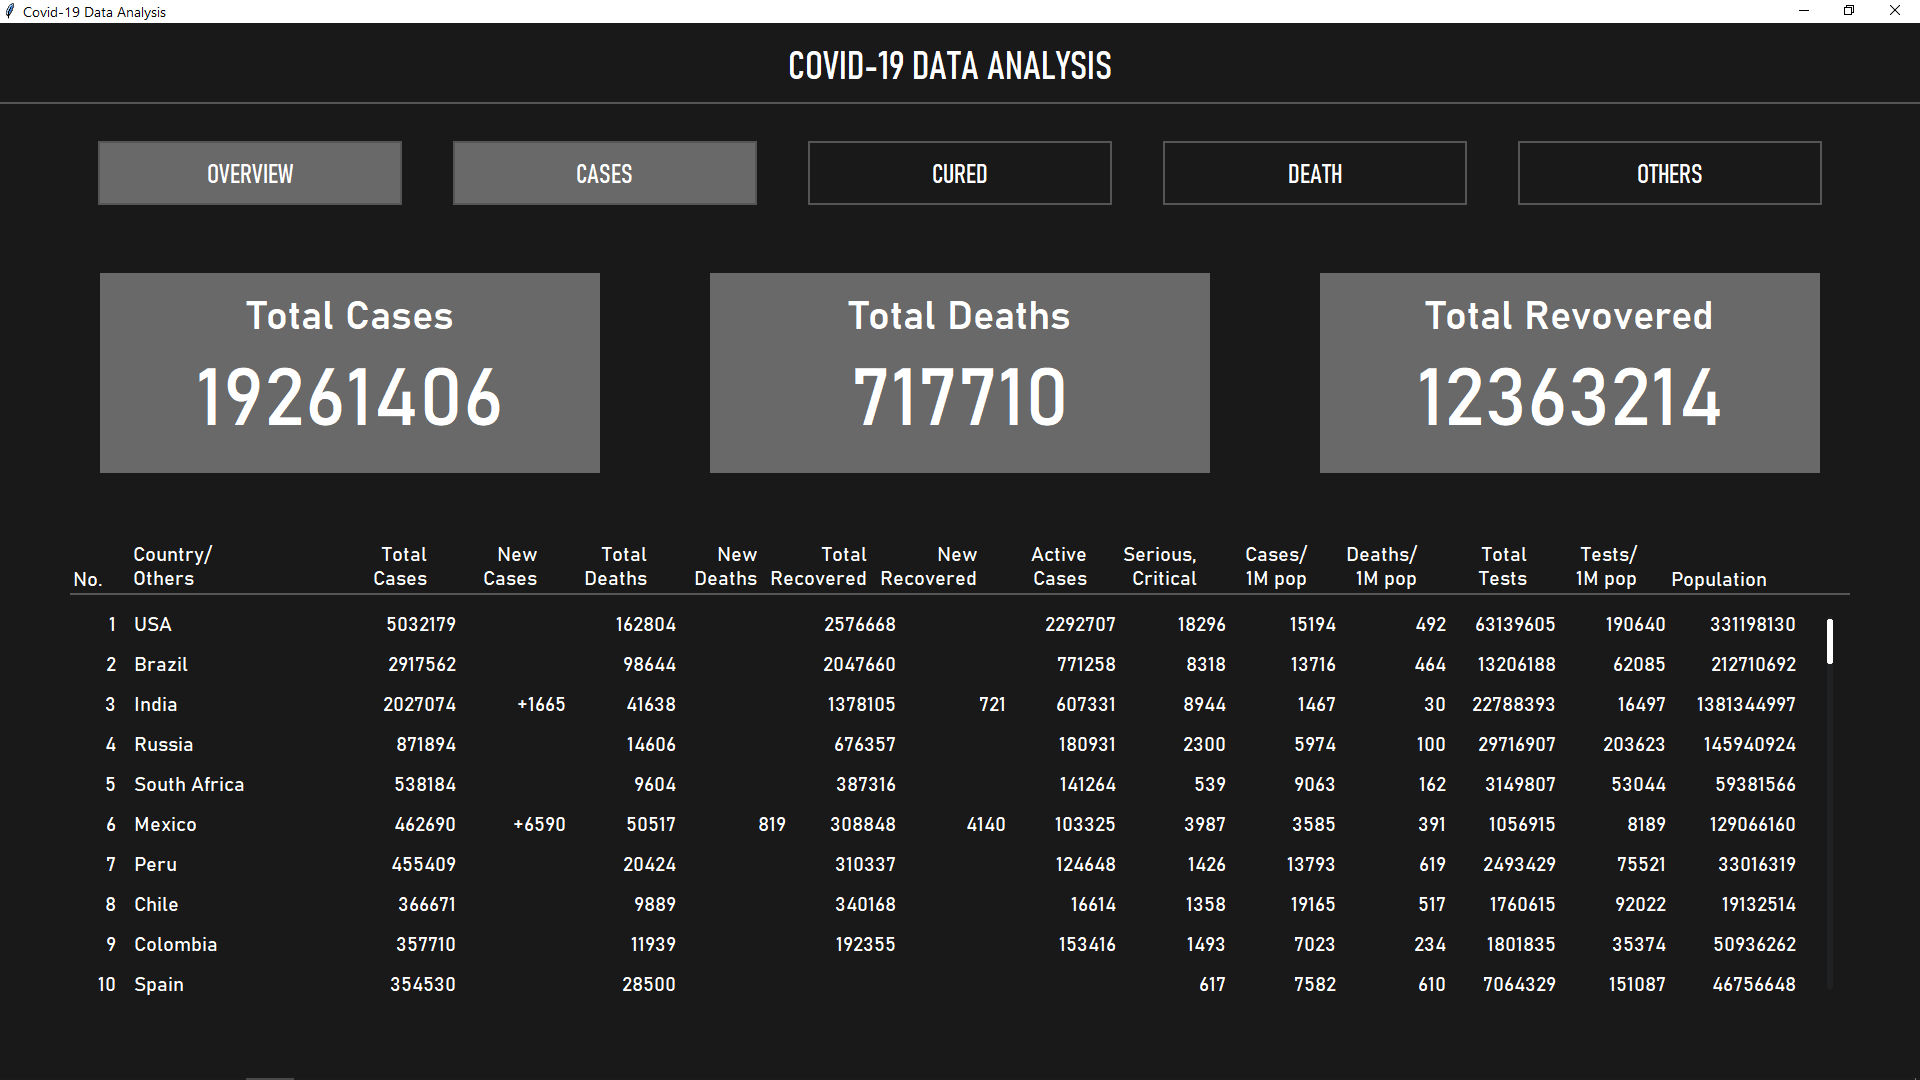 Covid-19 Data Analysis
COVID-19 DATA ANALYSIS
OVERVIEW CASES CURED DEATH OTHERS
Total Cases Total Deaths Total Revovered
19261406 717710 12363214
Country/ Total New Total New Total New Active Serious, Cases/ Deaths/ Total Tests/
No. Others Cases Cases Deaths Deaths Recovered Recovered Cases Critical 1M pop 1M pop Tests 1M pop Population
1 USA 5032179 162804 2576668 2292707 18296 15194 492 63139605 190640 331198130
2 Brazil 2917562 98644 2047660 771258 8318 13716 464 13206188 62085 212710692
3 India 2027074 +1665 41638 1378105 721 607331 8944 1467 30 22788393 16497 1381344997
4 Russia 871894 14606 676357 180931 2300 5974 100 29716907 203623 145940924
5 South Africa 538184 9604 387316 141264 539 9063 162 3149807 53044 59381566
6 Mexico 462690 +6590 50517 819 308848 4140 103325 3987 3585 391 1056915 8189 129066160
7 Peru 455409 20424 310337 124648 1426 13793 619 2493429 75521 33016319
8 Chile 366671 9889 340168 16614 1358 19165 517 1760615 92022 19132514
9 Colombia 357710 11939 192355 153416 1493 7023 234 1801835 35374 50936262
10 Spain 354530 28500 617 7582 610 7064329 151087 46756648